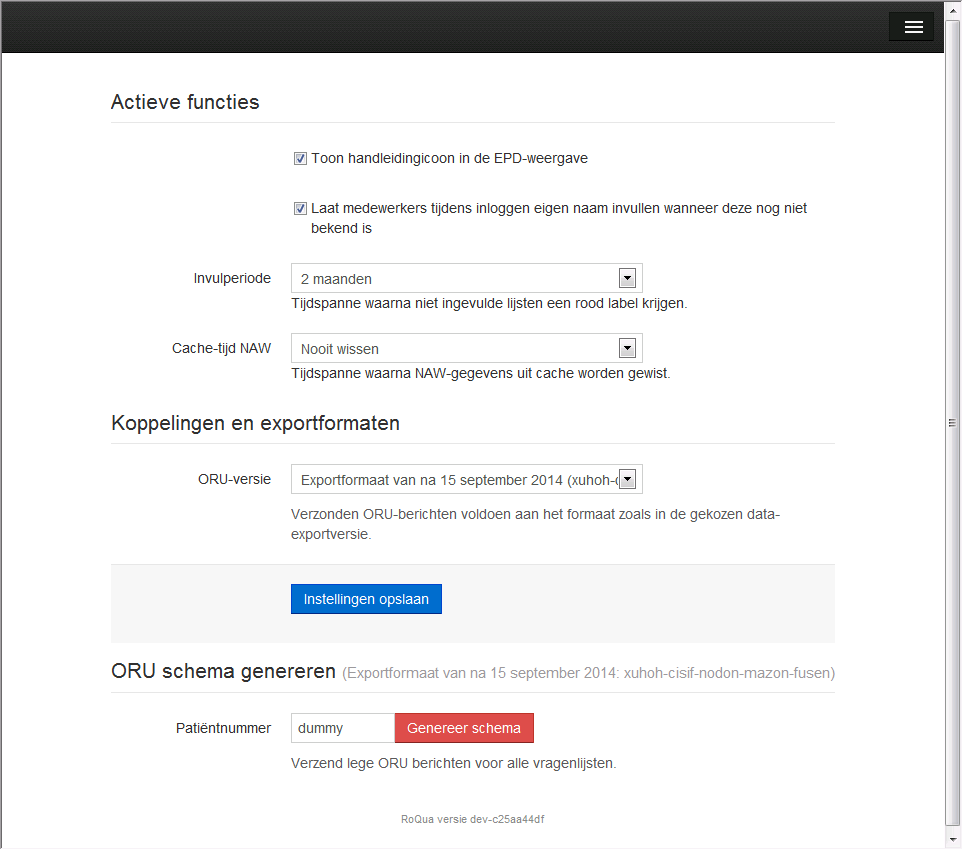 Actieve functies
Toon handleidingicoon in de EPD-weergave
Laat medewerkers tijdens inloggen eigen naam invullen wanneer deze nog niet
bekend is
Invulperiode
2 maanden
Tijdspanne waarna niet ingevulde lijsten een rood label krijgen.
Cache-tijd NAW
Nooit wissen
Tijdspanne waarna NAW-gegevens uit cache worden gewist.
Koppelingen en exportformaten
ORU-versie
Exportformaat van na 15 september 2014 (xuhoh-c
Verzonden ORU-berichten voldoen aan het formaat zoals in de gekozen data-
exportversie.
Instellingen opslaan
ORU schema genereren (Exportformaat van na 15 september 2014: xuhoh-cisif-nodon-mazon-fusen)
Patiëntnummer
dummy
Genereer schema
Verzend lege ORU berichten voor alle vragenlijsten.
RoQua versie dev-c25aa44df